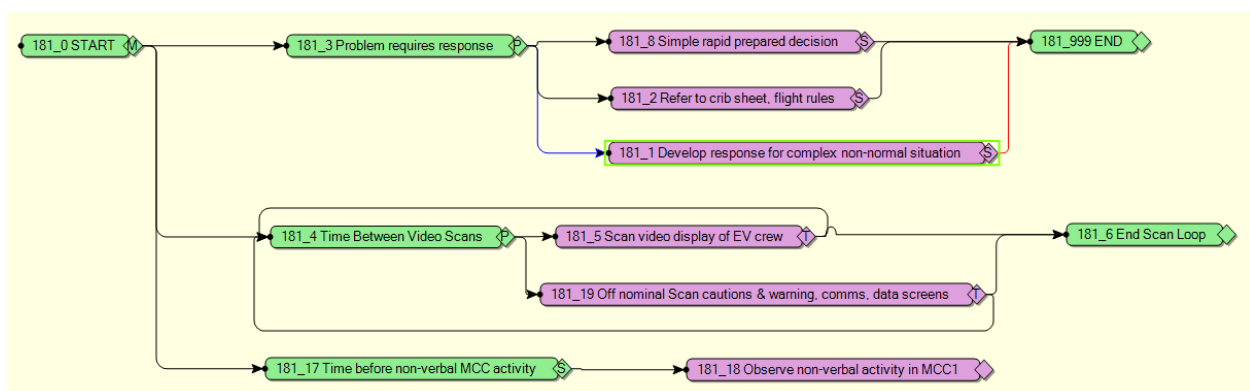 181_0 START M
181_3 Problem requires response P
181_8 Simple rapid prepared decision S
181_999 END
181_2 Refer to crib sheet, flight rules S
181_1 Develop response for complex non-normal situation S
181_4 Time Between Video Scans P
181_5 Scan video display of EV crew T
181_6 End Scan Loop
181_19 Off nominal Scan cautions & warning, comms, data screens T
181_17 Time before non-verbal MCC activity S
181_18 Observe non-verbal activity in MCC1